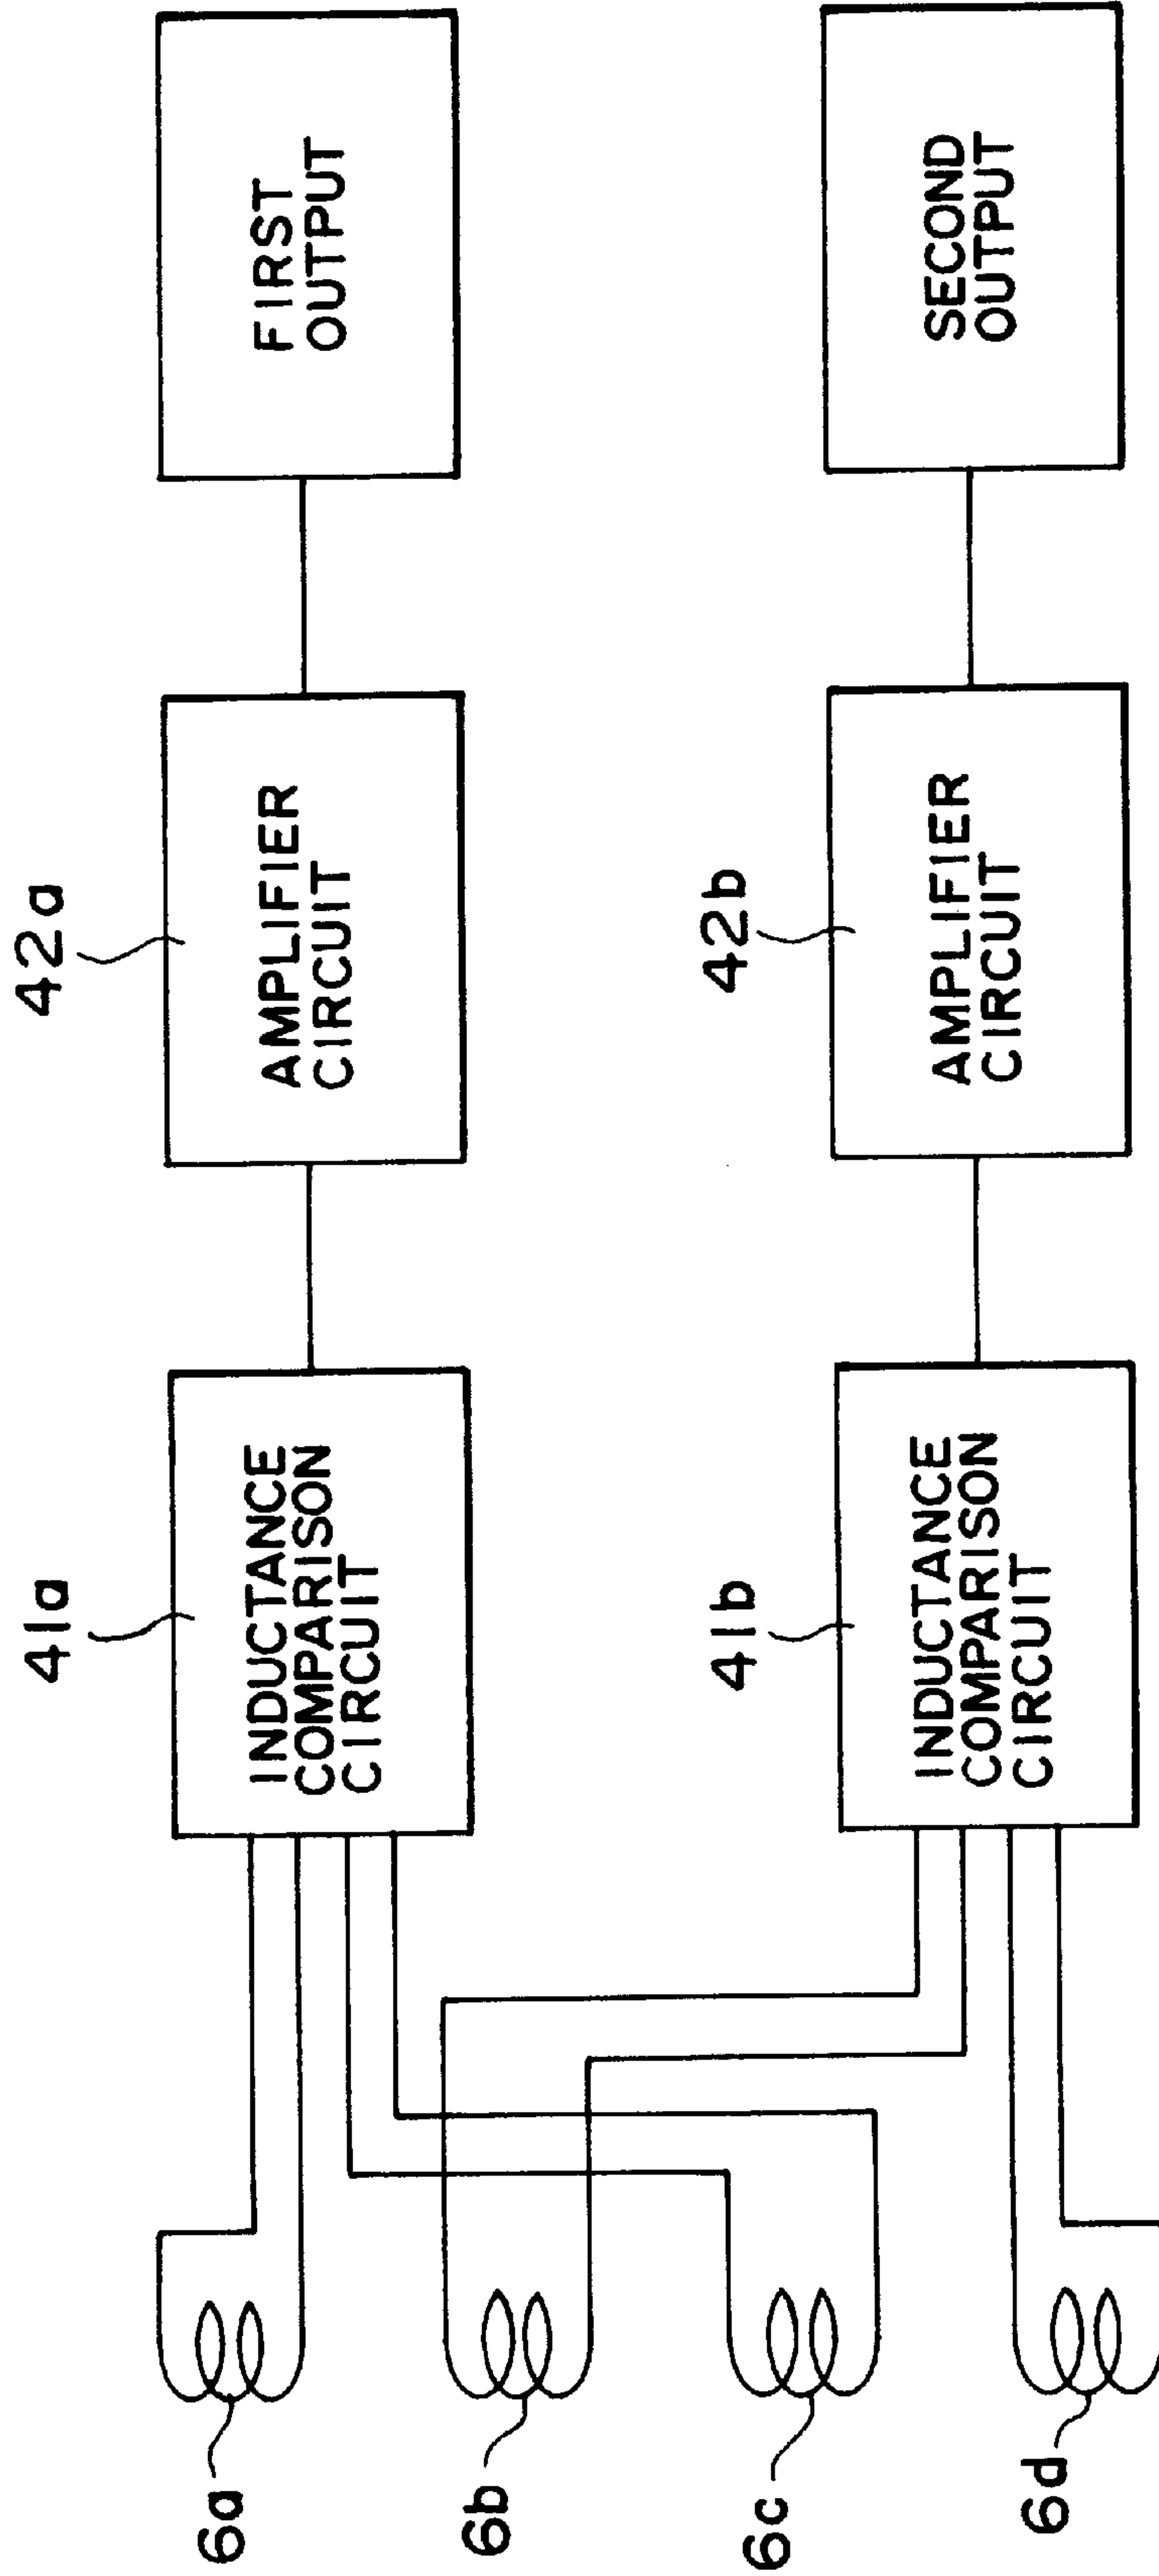 6a
41a
INDUCTANCE
COMPARISON
CIRCUIT
42a
AMPLIFIER
CIRCUIT
FIRST
OUTPUT
6b
6c
6d
41b
INDUCTANCE
COMPARISON
CIRCUIT
42b
AMPLIFIER
CIRCUIT
SECOND
OUTPUT